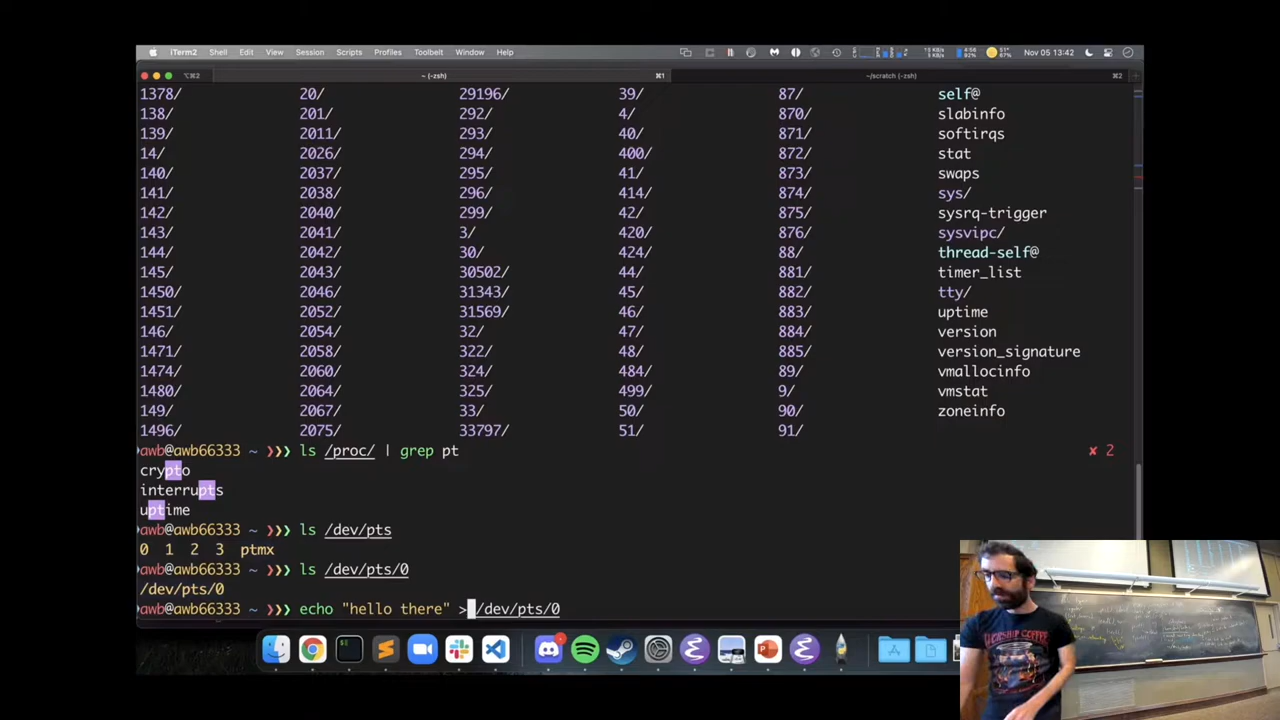 iTerm2 Shell Edit View Session Scripts Profiles Toolbelt Window Help Nov 05 13:42
⌥⌘2 ~ (-zsh) ⌘1 ~/scratch (-zsh) ⌘2
1378/ 20/ 29196/ 39/ 87/ self@
138/ 201/ 292/ 4/ 870/ slabinfo
139/ 2011/ 293/ 40/ 871/ softirqs
14/ 2026/ 294/ 400/ 872/ stat
140/ 2037/ 295/ 41/ 873/ swaps
141/ 2038/ 296/ 414/ 874/ sys/
142/ 2040/ 299/ 42/ 875/ sysrq-trigger
143/ 2041/ 3/ 420/ 876/ sysvipc/
144/ 2042/ 30/ 424/ 88/ thread-self@
145/ 2043/ 30502/ 44/ 881/ timer_list
1450/ 2046/ 31343/ 45/ 882/ tty/
1451/ 2052/ 31569/ 46/ 883/ uptime
146/ 2054/ 32/ 47/ 884/ version
1471/ 2058/ 322/ 48/ 885/ version_signature
1474/ 2060/ 324/ 484/ 89/ vmallocinfo
1480/ 2064/ 325/ 499/ 9/ vmstat
149/ 2067/ 33/ 50/ 90/ zoneinfo
1496/ 2075/ 33797/ 51/ 91/
awb@awb66333 ~ ❯❯❯ ls /proc/ | grep pt ✘ 2
crypto
interrupts
uptime
awb@awb66333 ~ ❯❯❯ ls /dev/pts
0 1 2 3 ptmx
awb@awb66333 ~ ❯❯❯ ls /dev/pts/0
/dev/pts/0
awb@awb66333 ~ ❯❯❯ echo "hello there" > /dev/pts/0
WORSHIP COFFEE